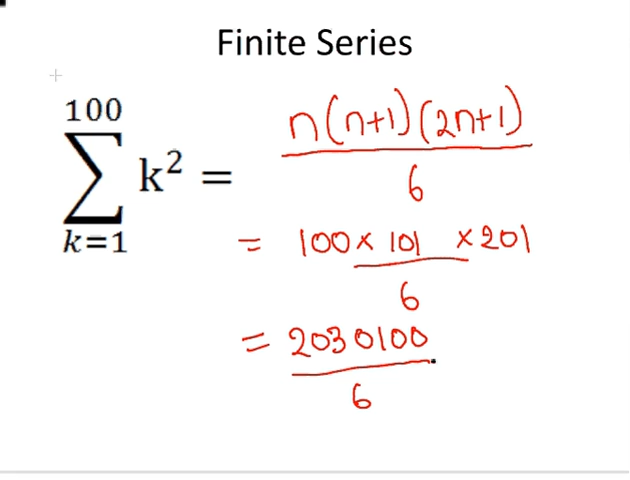 Finite Series
100
∑ k² = n(n+1)(2n+1)
6
k=1
= 100 × 101 × 201
6
= 2030100
6